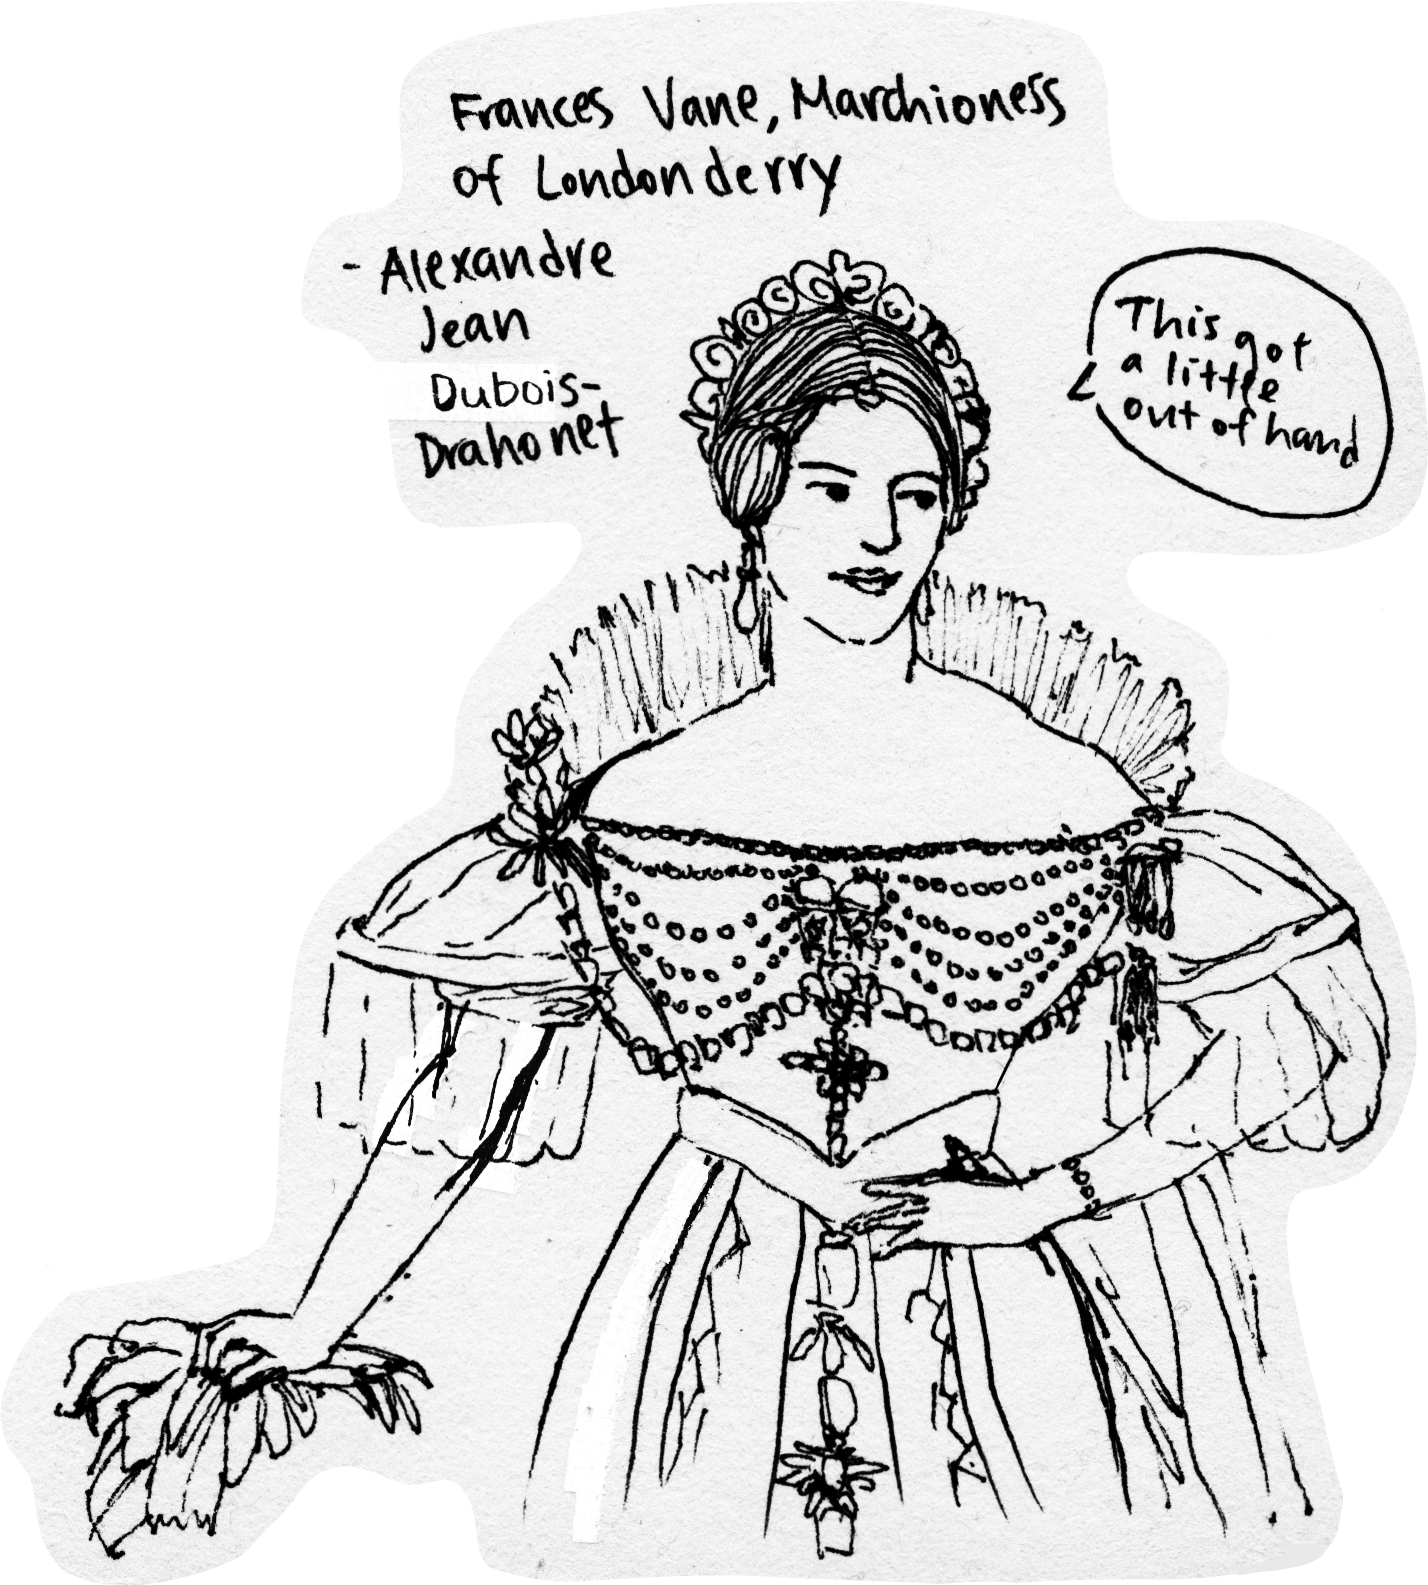 Frances Vane, Marchioness
of Londonderry
- Alexandre
Jean
Dubois-
Drahonet
This got
a little
out of hand